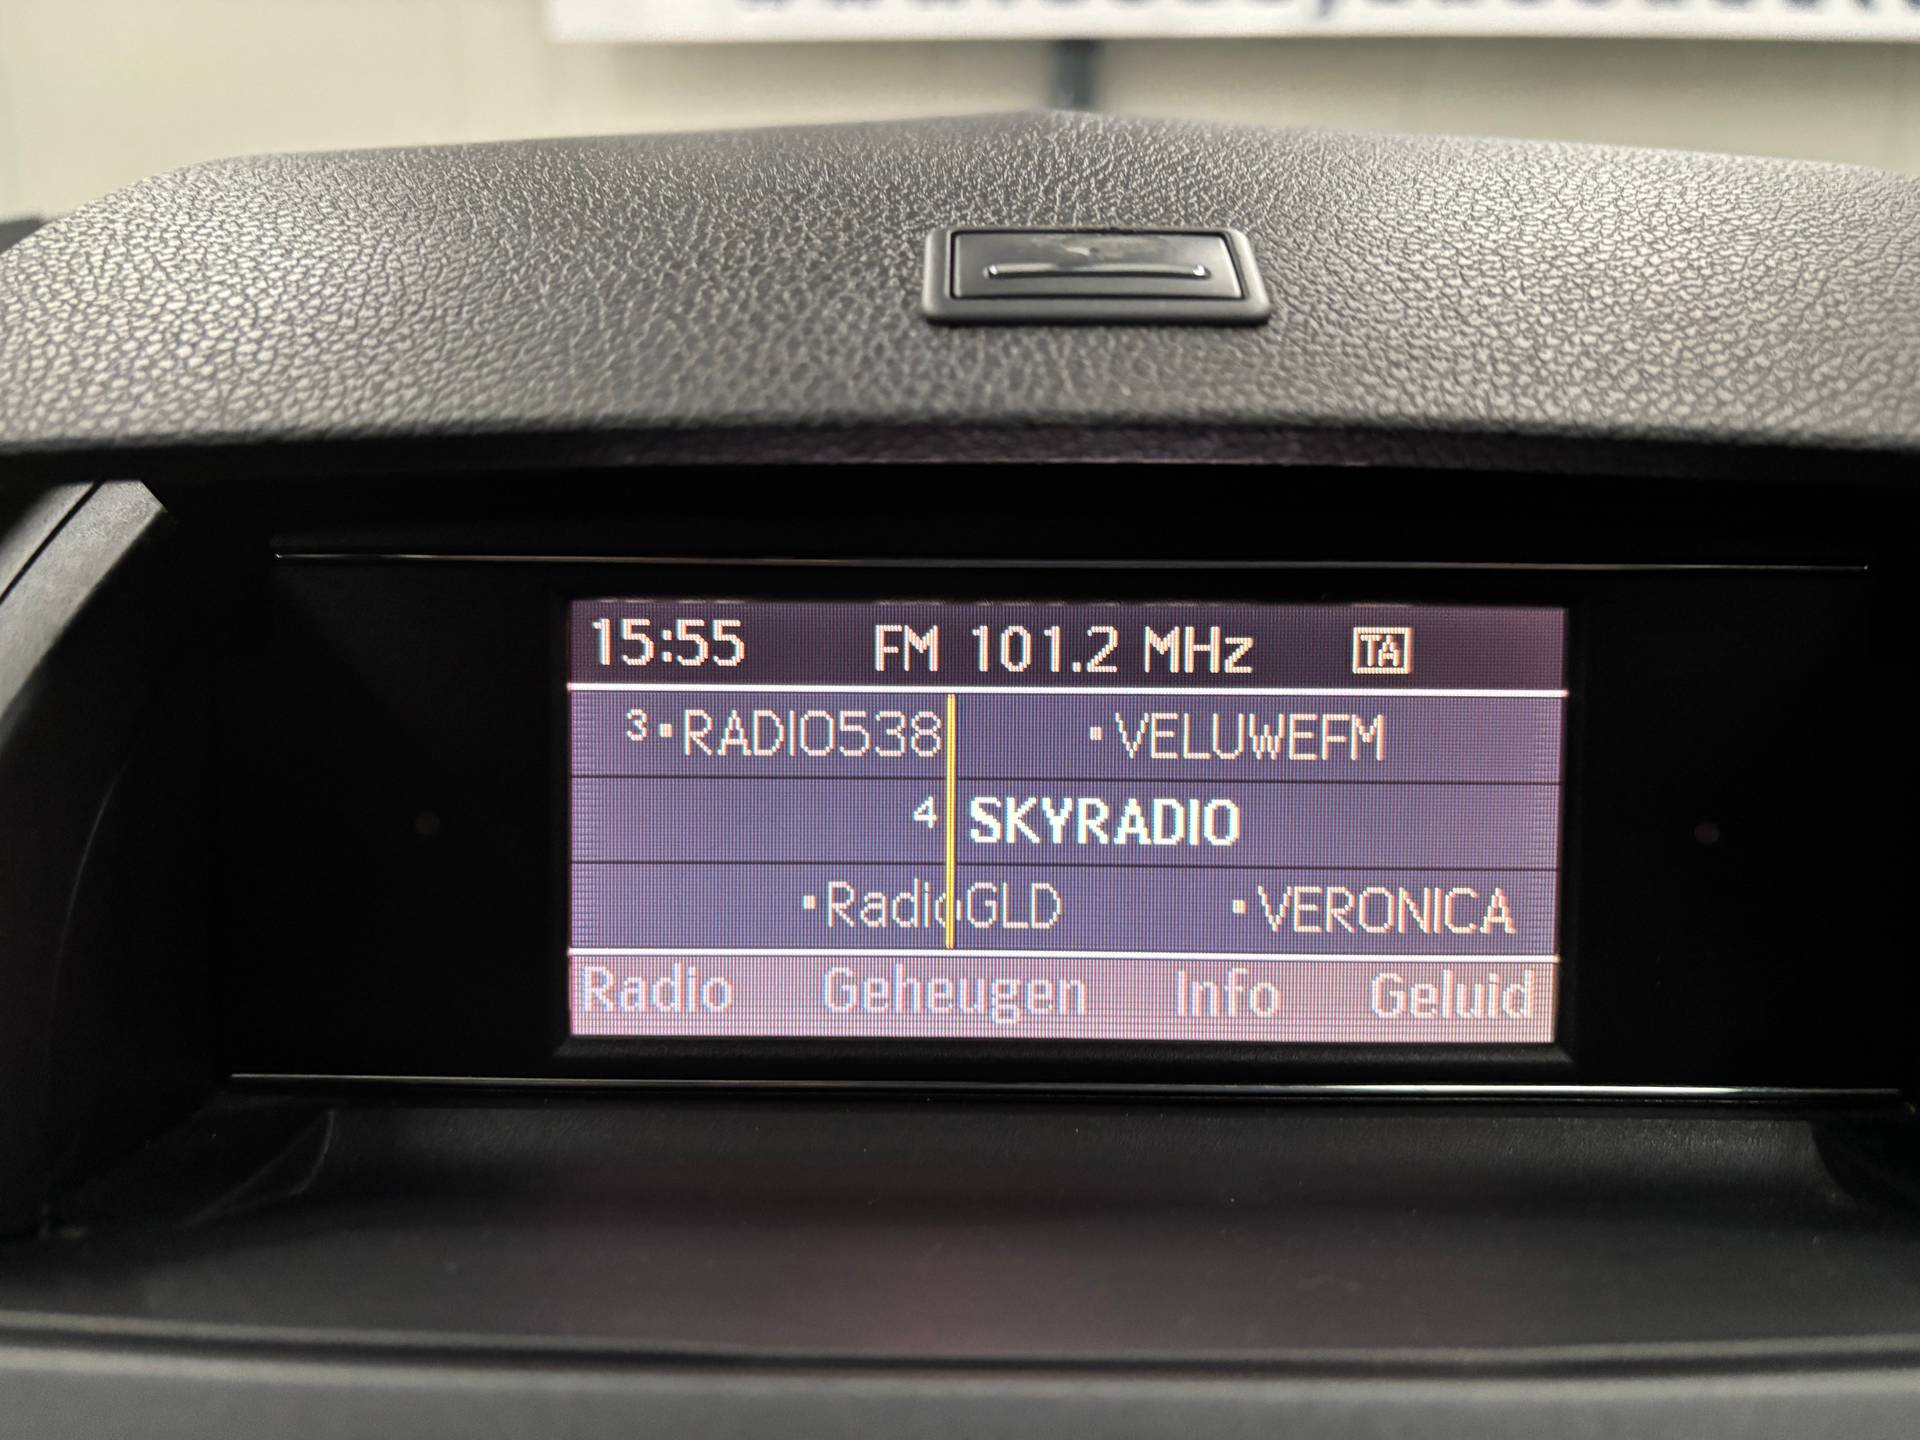 15:55 FM 101.2 MHz TA
3 RADIO538 VELUWEFM
4 SKYRADIO
RadioGLD VERONICA
Radio Geheugen Info Geluid